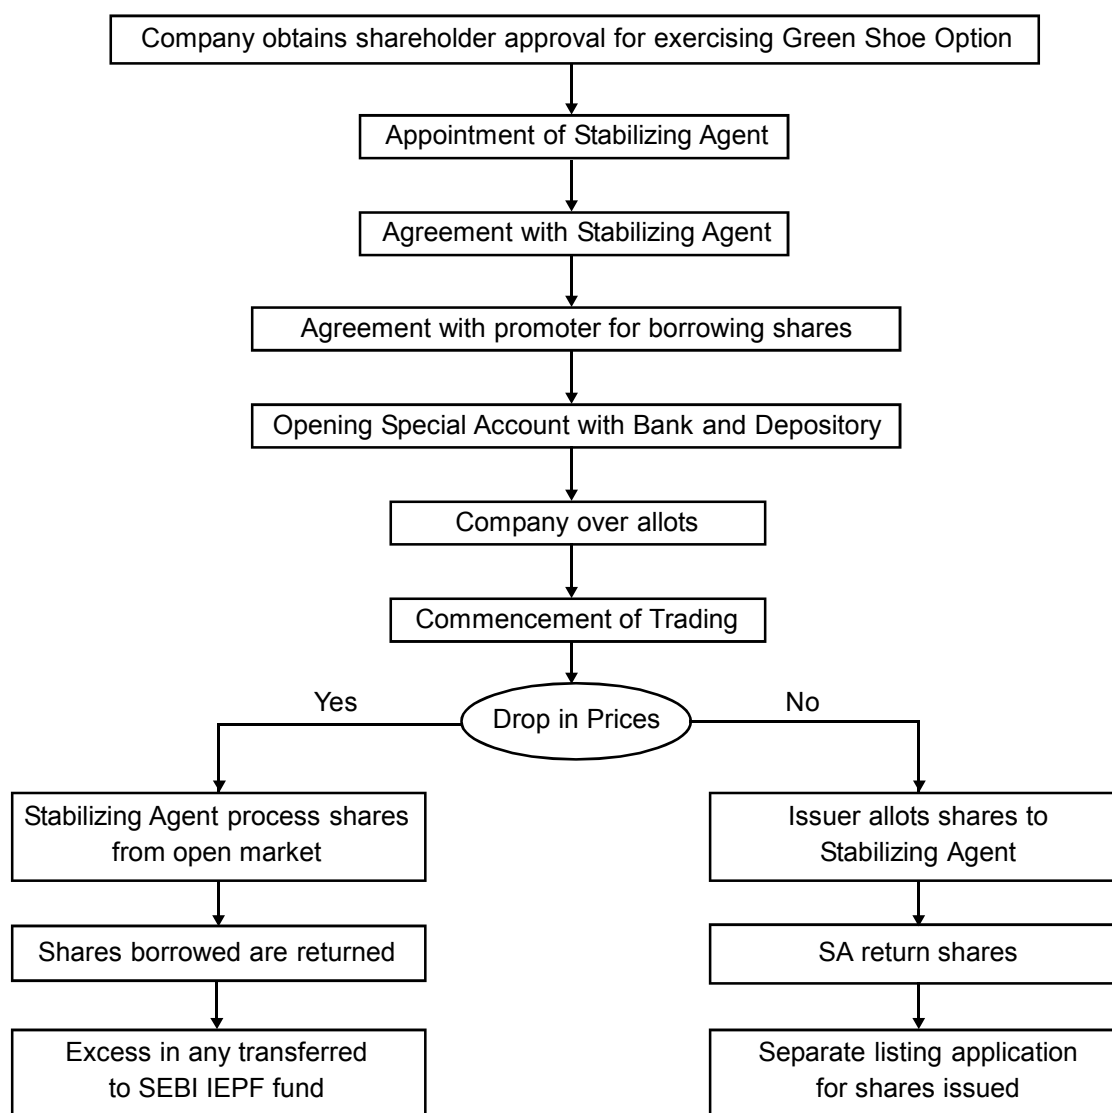 Company obtains shareholder approval for exercising Green Shoe Option
Appointment of Stabilizing Agent
Agreement with Stabilizing Agent
Agreement with promoter for borrowing shares
Opening Special Account with Bank and Depository
Company over allots
Commencement of Trading
Yes
Drop in Prices
No
Stabilizing Agent process shares
from open market
Issuer allots shares to
Stabilizing Agent
Shares borrowed are returned
SA return shares
Excess in any transferred
to SEBI IEPF fund
Separate listing application
for shares issued